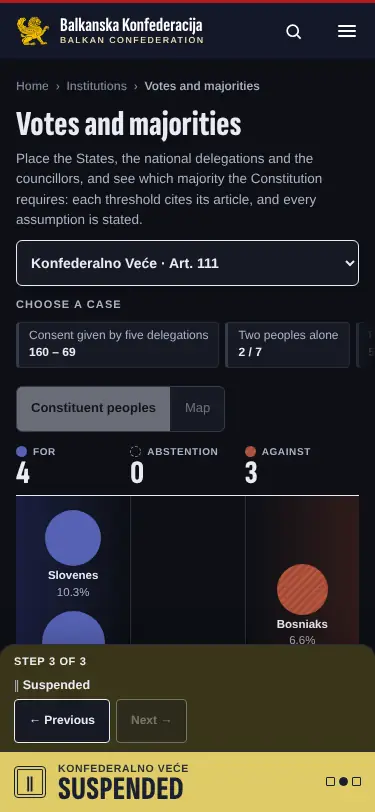 Balkanska Konfederacija
BALKAN CONFEDERATION
Home › Institutions › Votes and majorities
Votes and majorities
Place the States, the national delegations and the
councillors, and see which majority the Constitution
requires: each threshold cites its article, and every
assumption is stated.
Konfederalno Veće · Art. 111
CHOOSE A CASE
Consent given by five delegations
160 – 69
Two peoples alone
2 / 7
Constituent peoples
Map
FOR
4
ABSTENTION
0
AGAINST
3
Slovenes
10.3%
Bosniaks
6.6%
STEP 3 OF 3
|| Suspended
← Previous
Next →
KONFEDERALNO VEĆE
SUSPENDED